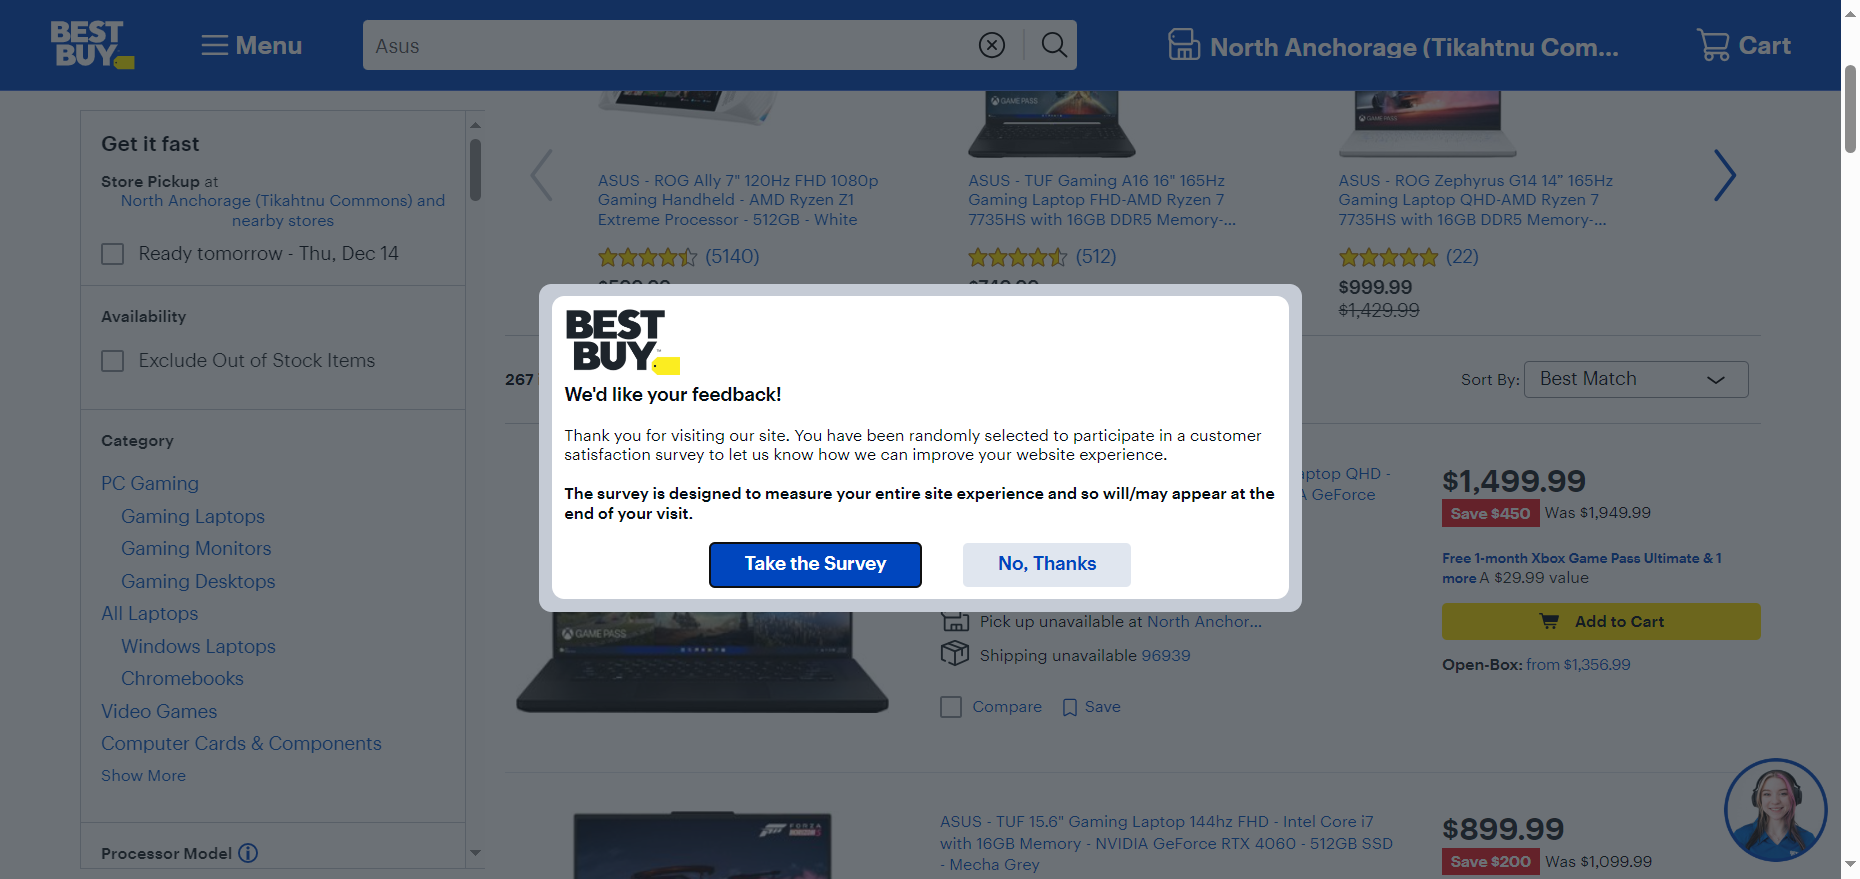 BEST BUY
Menu
Asus
North Anchorage (Tikahtnu Com...
Cart
Get it fast
Store Pickup at
North Anchorage (Tikahtnu Commons) and
nearby stores
Ready tomorrow - Thu, Dec 14
Availability
Exclude Out of Stock Items
Category
PC Gaming
Gaming Laptops
Gaming Monitors
Gaming Desktops
All Laptops
Windows Laptops
Chromebooks
Video Games
Computer Cards & Components
Show More
Processor Model
GAME PASS
GAME PASS
ASUS - ROG Ally 7" 120Hz FHD 1080p
Gaming Handheld - AMD Ryzen Z1
Extreme Processor - 512GB - White
(5140)
ASUS - TUF Gaming A16 16" 165Hz
Gaming Laptop FHD-AMD Ryzen 7
7735HS with 16GB DDR5 Memory-...
(512)
ASUS - ROG Zephyrus G14 14" 165Hz
Gaming Laptop QHD-AMD Ryzen 7
7735HS with 16GB DDR5 Memory-...
(22)
$999.99
$1,429.99
267
Sort By:
Best Match
BEST
BUY
We'd like your feedback!
Thank you for visiting our site. You have been randomly selected to participate in a customer
satisfaction survey to let us know how we can improve your website experience.
The survey is designed to measure your entire site experience and so will/may appear at the
end of your visit.
Take the Survey
No, Thanks
QHD -
GeForce
$1,499.99
Save $450
Was $1,949.99
Free 1-month Xbox Game Pass Ultimate & 1
more A $29.99 value
Add to Cart
Open-Box: from $1,356.99
GAME PASS
Pick up unavailable at North Anchor...
Shipping unavailable 96939
Compare
Save
FORZA
HORIZON 5
ASUS - TUF 15.6" Gaming Laptop 144hz FHD - Intel Core i7
with 16GB Memory - NVIDIA GeForce RTX 4060 - 512GB SSD
- Mecha Grey
$899.99
Save $200
Was $1,099.99